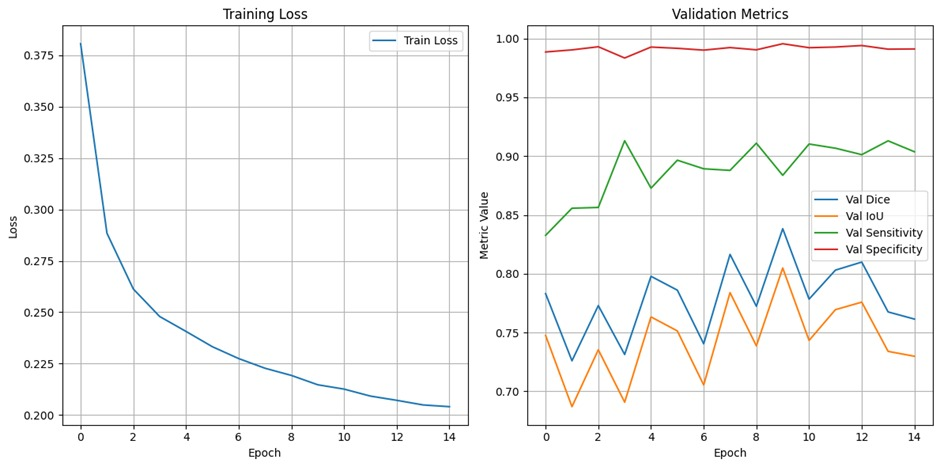 Training Loss
Train Loss
0.375
0.350
0.325
0.300
0.275
0.250
0.225
0.200
Loss
0 2 4 6 8 10 12 14
Epoch
Validation Metrics
1.00
0.95
0.90
0.85
0.80
0.75
0.70
Metric Value
Val Dice
Val IoU
Val Sensitivity
Val Specificity
0 2 4 6 8 10 12 14
Epoch